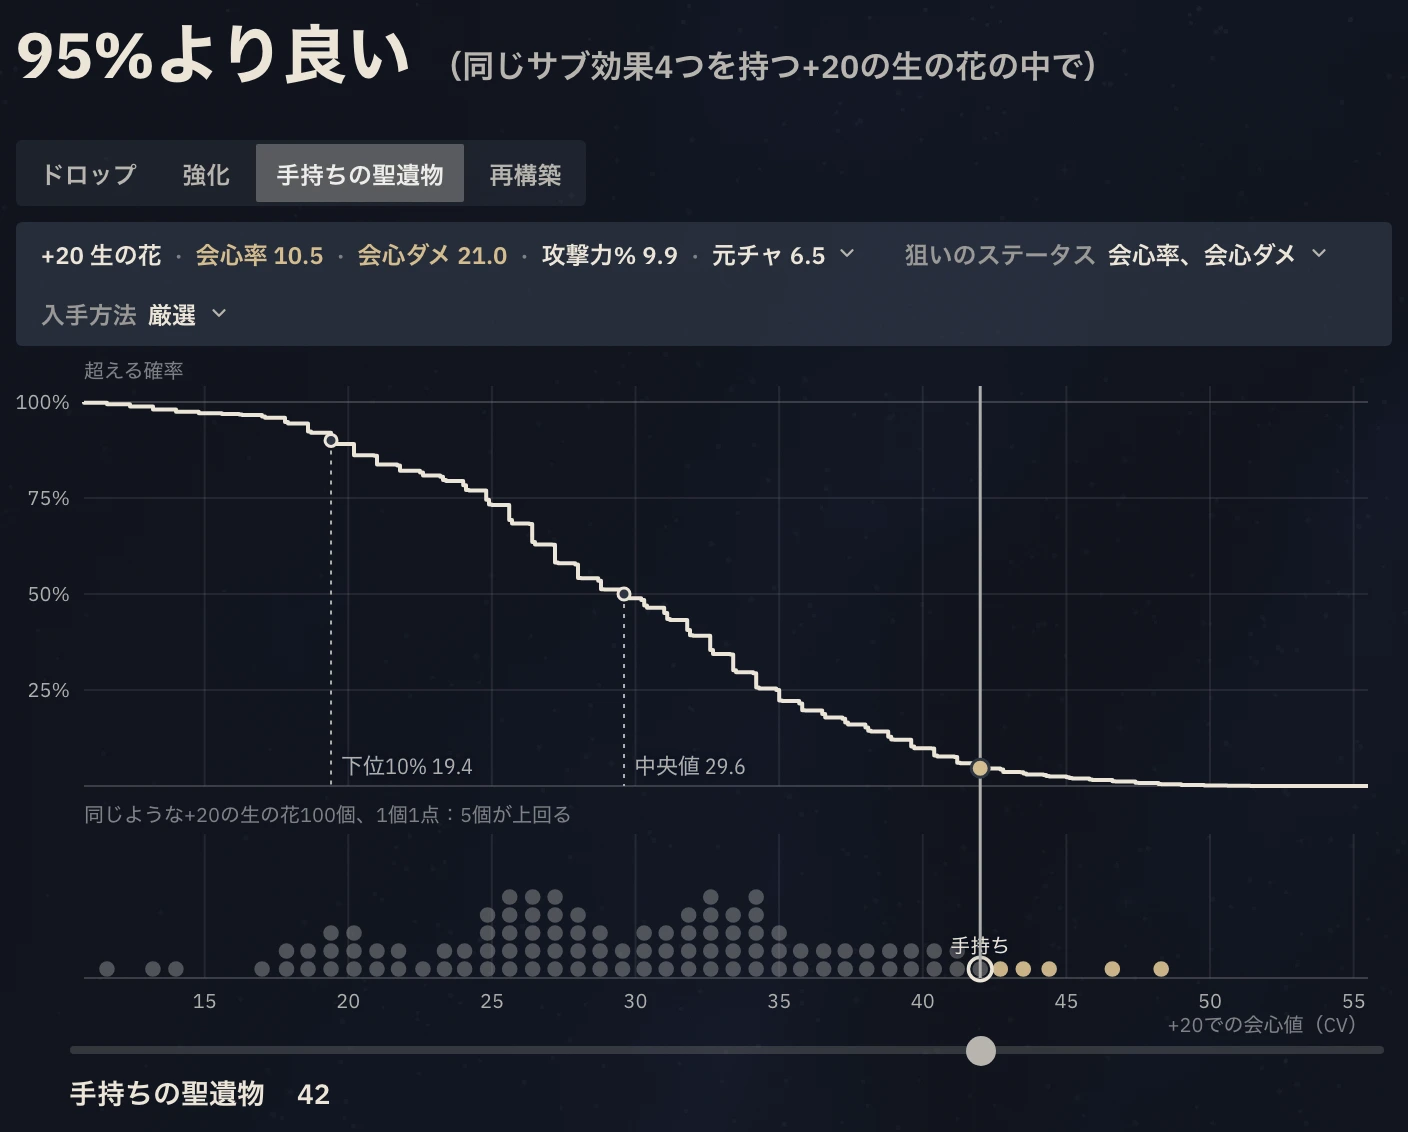 95%より良い （同じサブ効果4つを持つ+20の生の花の中で）
ドロップ 強化 手持ちの聖遺物 再構築
+20 生の花 · 会心率 10.5 · 会心ダメ 21.0 · 攻撃力% 9.9 · 元チャ 6.5 狙いのステータス 会心率、会心ダメ
入手方法 厳選
超える確率
100%
75%
50%
25%
下位10% 19.4 中央値 29.6
同じような+20の生の花100個、1個1点：5個が上回る
手持ち
15 20 25 30 35 40 45 50 55
+20での会心値（CV）
手持ちの聖遺物 42